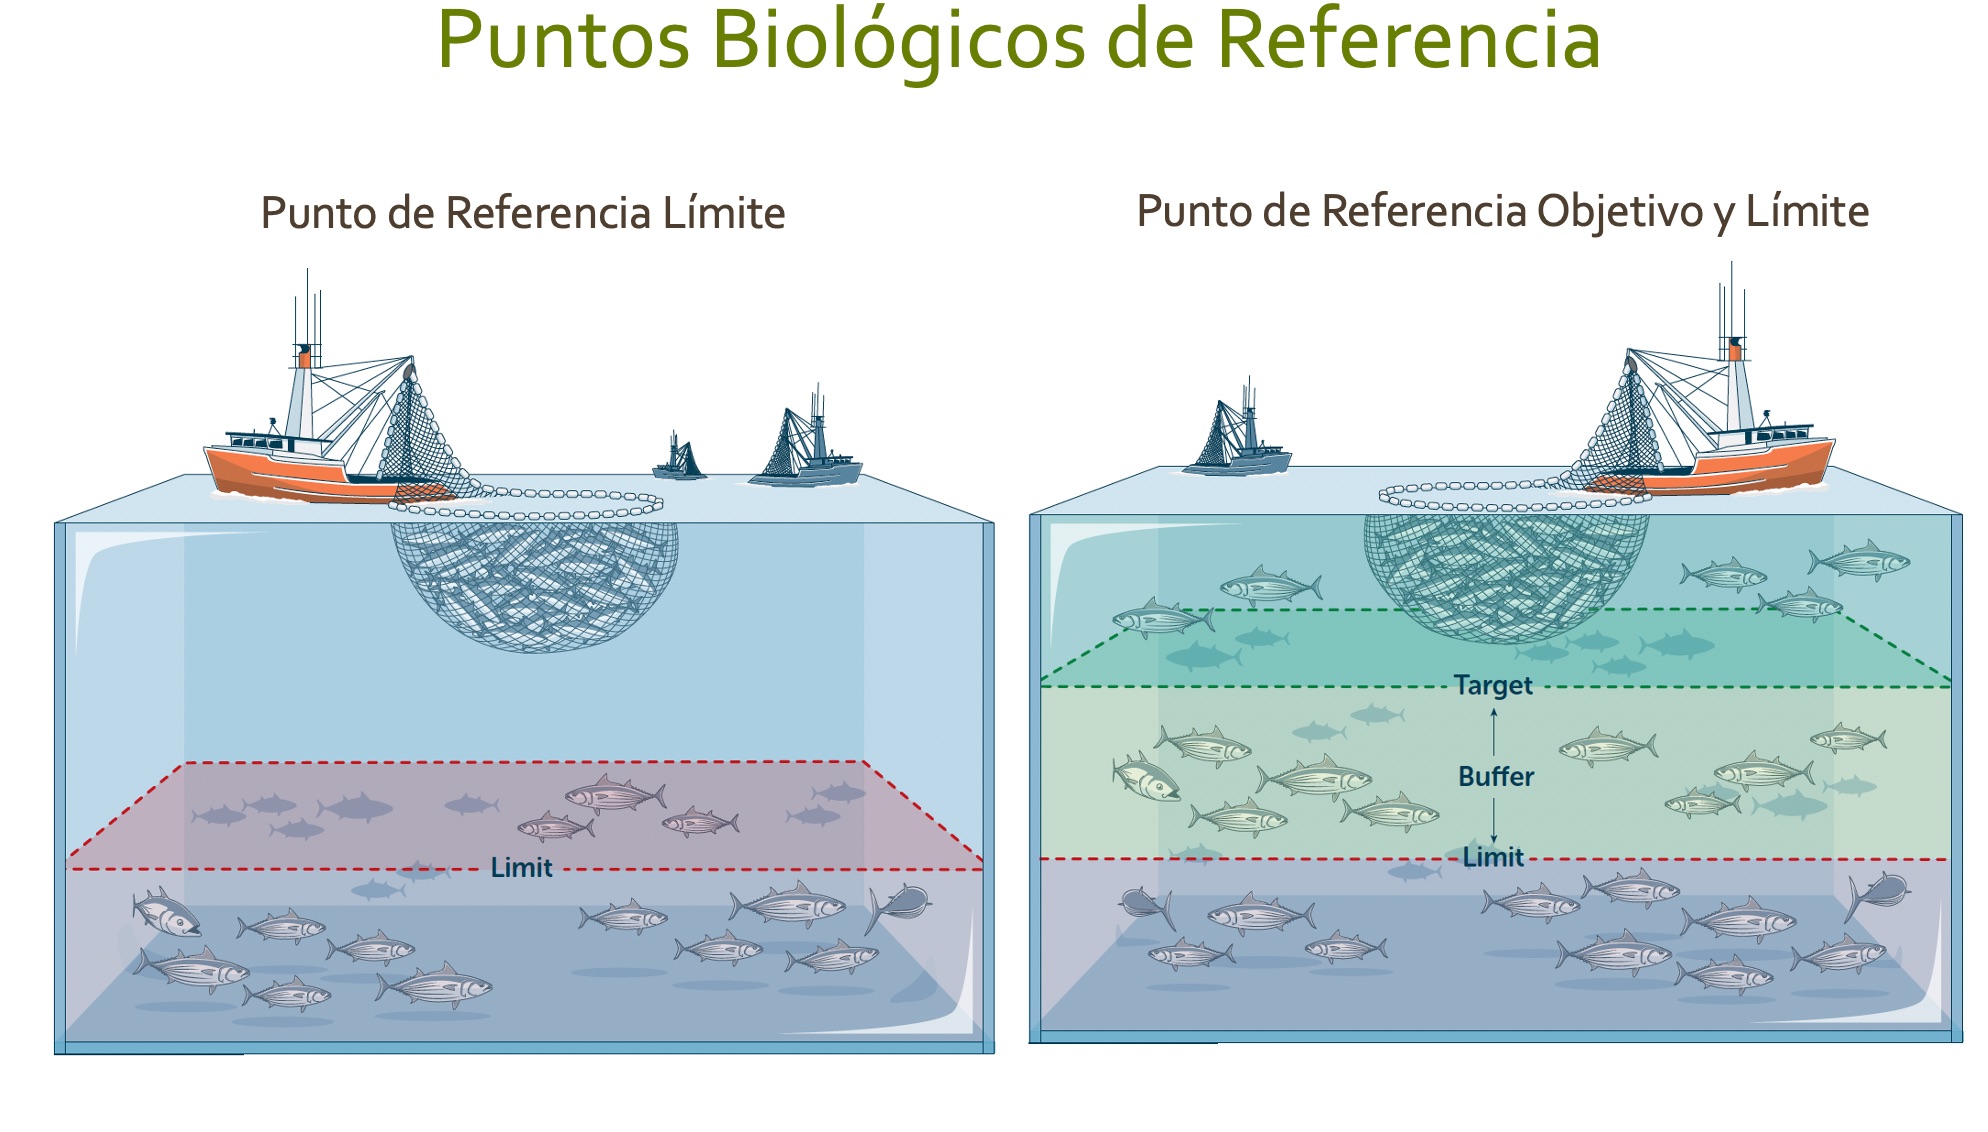 Puntos Biológicos de Referencia
Punto de Referencia Límite
Punto de Referencia Objetivo y Límite
Limit
Target
Buffer
Limit